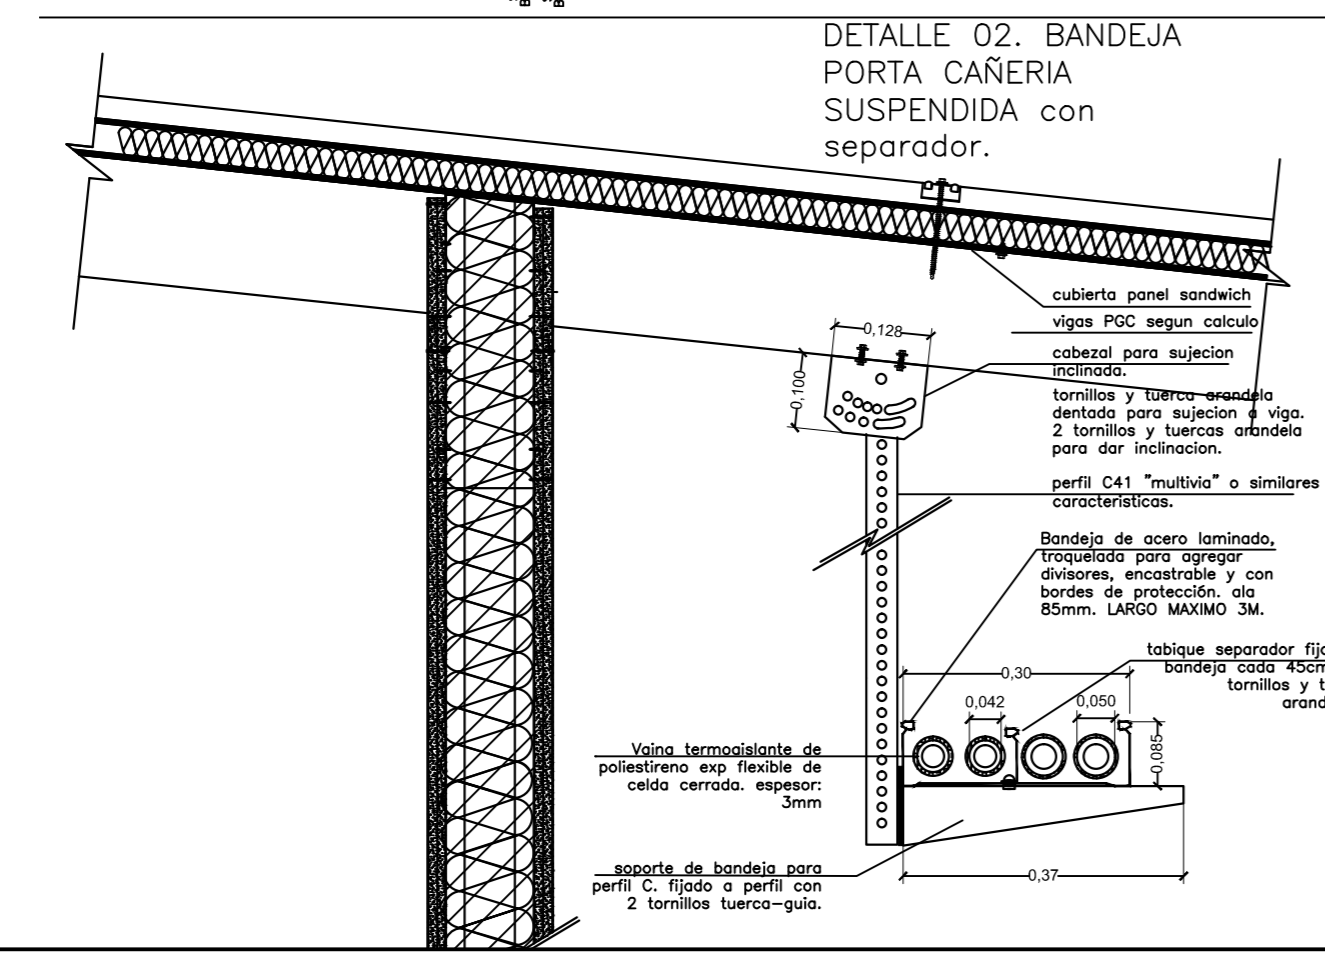 DETALLE 02. BANDEJA
PORTA CAÑERIA
SUSPENDIDA con
separador.
cubierta panel sandwich
vigas PGC segun calculo
0,128
0,100
cabezal para sujecion
inclinada.
tornillos y tuerca arandela
dentada para sujecion a viga.
2 tornillos y tuercas arandela
para dar inclinacion.
perfil C41 "multivia" o similares
caracteristicas.
Bandeja de acero laminado,
troquelada para agregar
divisores, encastrable y con
bordes de protección. ala
85mm. LARGO MAXIMO 3M.
tabique separador
bandeja cada 45cm
tornillos y
0,30
0,042
0,050
0,085
Vaina termoaislante de
poliestireno exp flexible de
celda cerrada. espesor:
3mm
soporte de bandeja para
perfil C. fijado a perfil con
2 tornillos tuerca-guia.
0,37